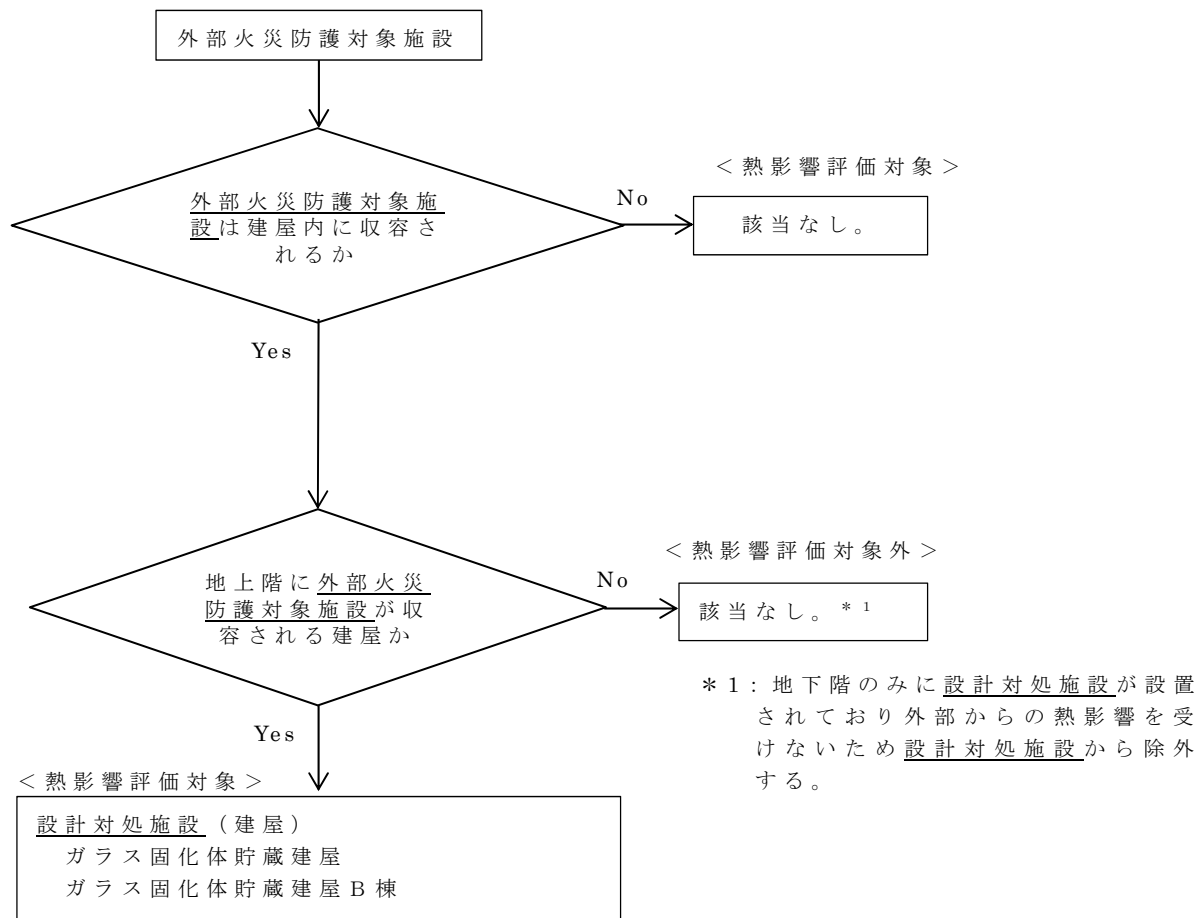 外部火災防護対象施設
＜熱影響評価対象＞
外部火災防護対象施
設は建屋内に収容さ
れるか
No
該当なし。
Yes
＜熱影響評価対象外＞
地上階に外部火災
防護対象施設が収
容される建屋か
No
該当なし。＊1
＊1：地下階のみに設計対処施設が設置
されており外部からの熱影響を受
けないため設計対処施設から除外
する。
Yes
＜熱影響評価対象＞
設計対処施設（建屋）
ガラス固化体貯蔵建屋
ガラス固化体貯蔵建屋B棟